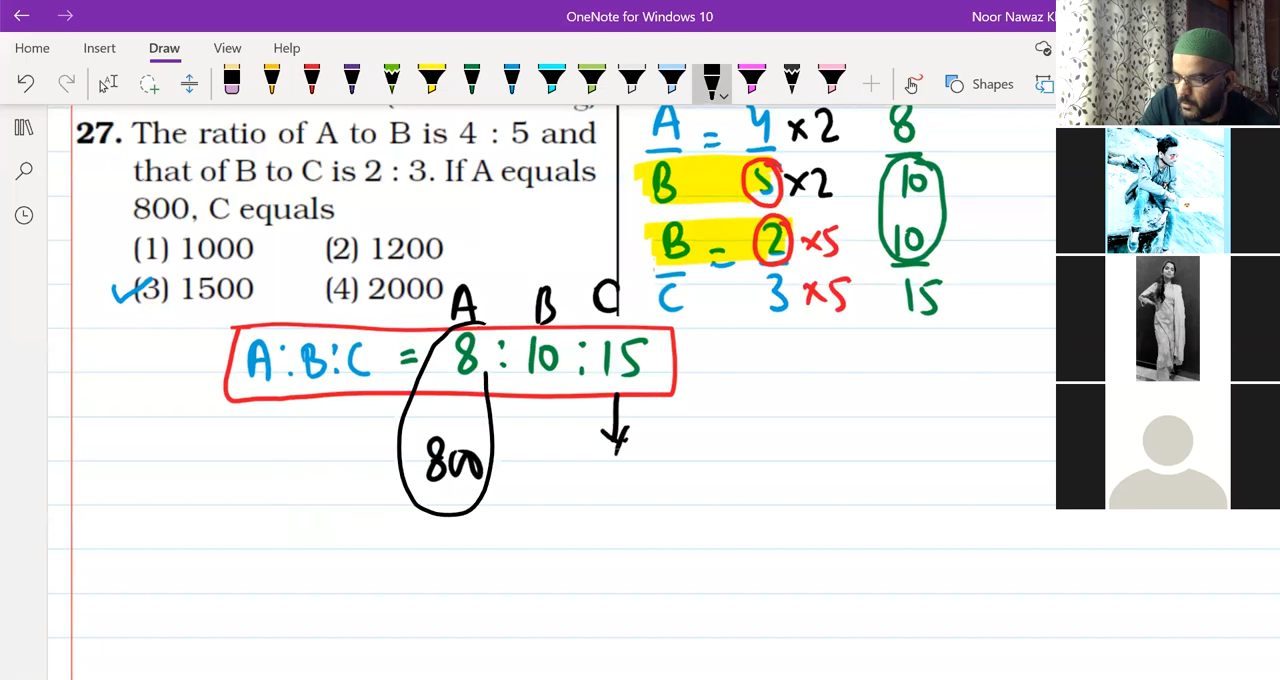 OneNote for Windows 10
Noor Nawaz Kh
Home Insert Draw View Help
Shapes
27. The ratio of A to B is 4 : 5 and
that of B to C is 2 : 3. If A equals
800, C equals
(1) 1000 (2) 1200
(3) 1500 (4) 2000
A = 4 ×2 8
B 5 ×2 10
B = 2 ×5 10
C 3 ×5 15
A B C
A:B:C = 8 : 10 : 15
800